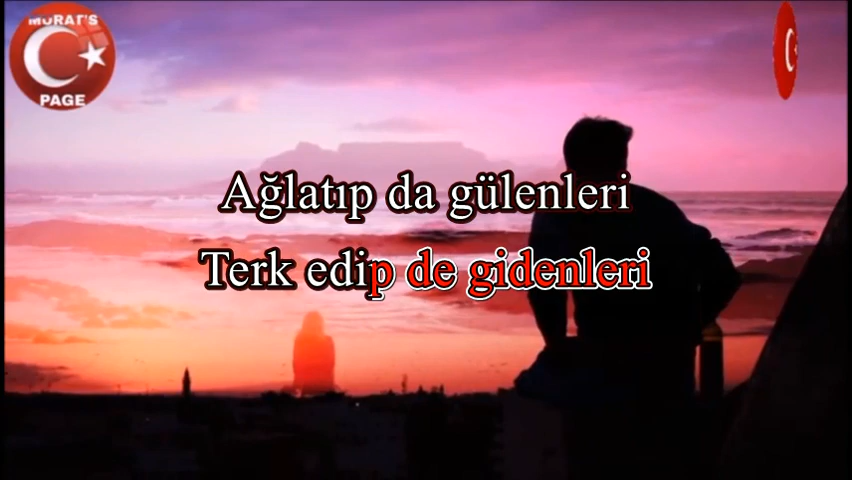 MURAT'S
PAGE
Ağlatıp da gülenleri
Terk edip de gidenleri